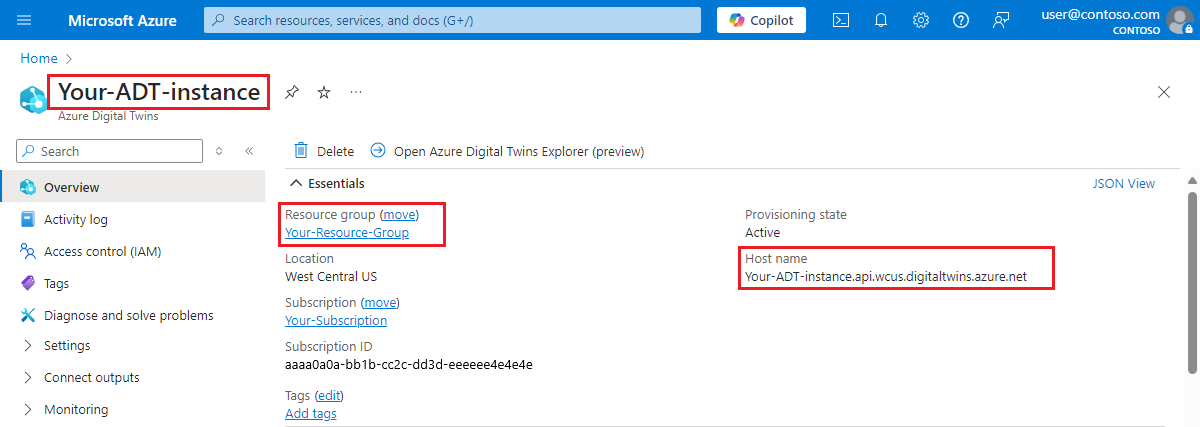 Microsoft Azure
Search resources, services, and docs (G+/)
Copilot
user@contoso.com
CONTOSO
Home
Your-ADT-instance
Azure Digital Twins
Search
Delete
Open Azure Digital Twins Explorer (preview)
Overview
Activity log
Access control (IAM)
Tags
Diagnose and solve problems
Settings
Connect outputs
Monitoring
Essentials
JSON View
Resource group (move)
Your-Resource-Group
Location
West Central US
Subscription (move)
Your-Subscription
Subscription ID
aaaa0a0a-bb1b-cc2c-dd3d-eeeeee4e4e4e
Tags (edit)
Add tags
Provisioning state
Active
Host name
Your-ADT-instance.api.wcus.digitaltwins.azure.net